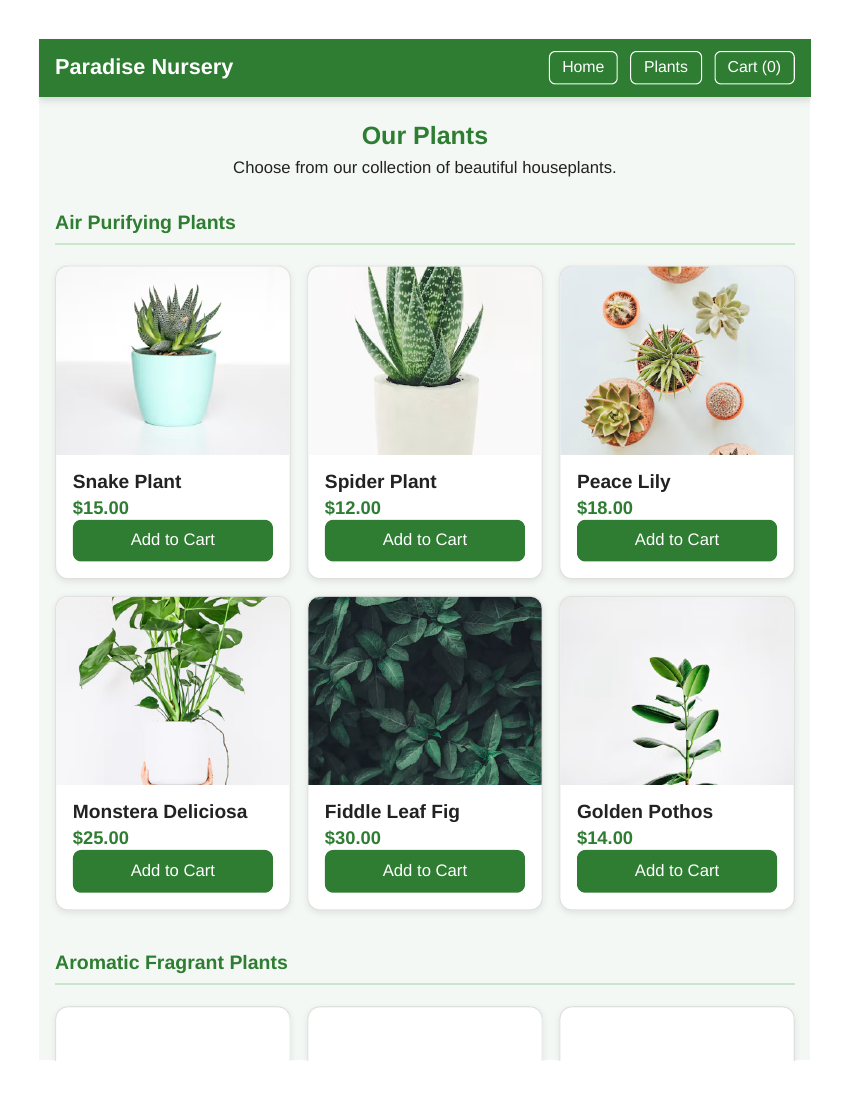 Paradise Nursery
Home
Plants
Cart (0)
Our Plants
Choose from our collection of beautiful houseplants.
Air Purifying Plants
Snake Plant
$15.00
Add to Cart
Spider Plant
$12.00
Add to Cart
Peace Lily
$18.00
Add to Cart
Monstera Deliciosa
$25.00
Add to Cart
Fiddle Leaf Fig
$30.00
Add to Cart
Golden Pothos
$14.00
Add to Cart
Aromatic Fragrant Plants